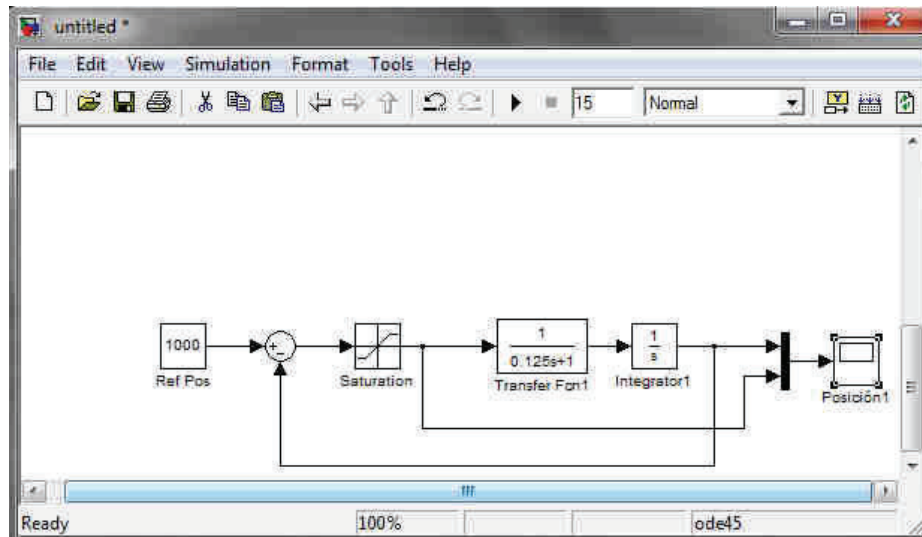 untitled *
File Edit View Simulation Format Tools Help
15 Normal
1000
Ref Pos
+
-
Saturation
1
0.125s+1
Transfer Fcn1
1
s
Integrator1
Posición1
Ready 100% ode45